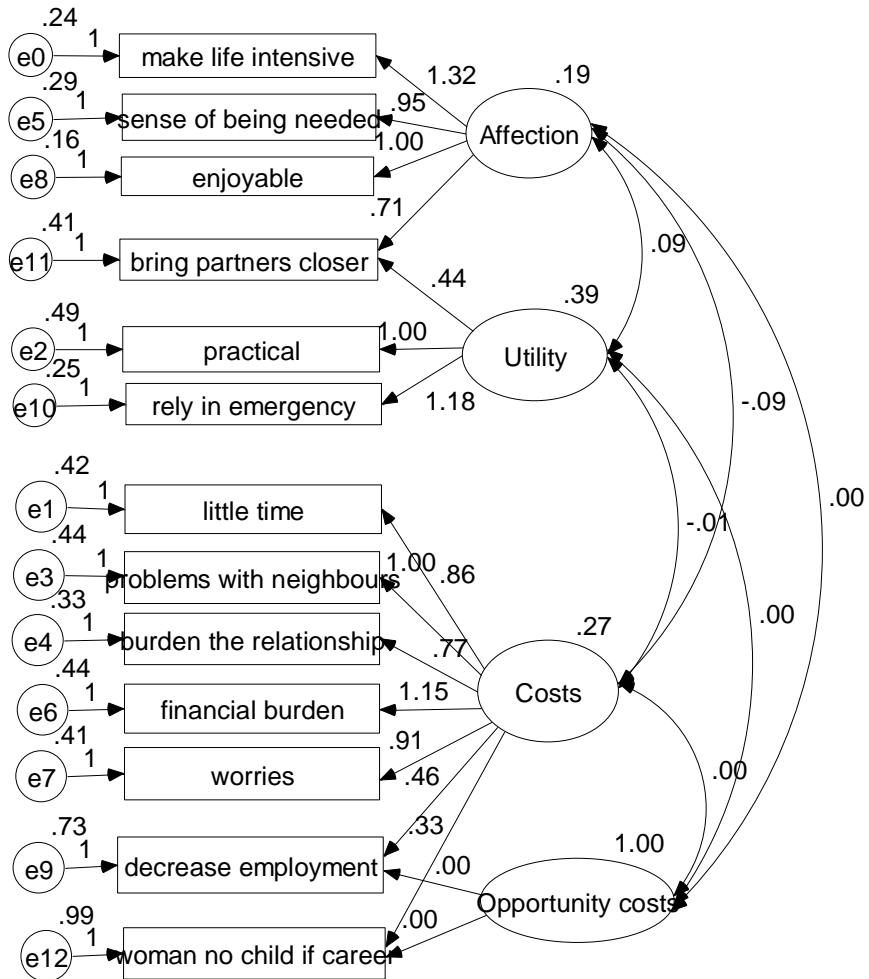 .24
e0 1 make life intensive 1.32 .19
.29
e5 1 sense of being needed .95 Affection
.16
e8 1 enjoyable 1.00
.71
.41
e11 1 bring partners closer .44 .09
.39
.49
e2 1 practical 1.00 Utility
.25
e10 1 rely in emergency 1.18 -.09
.00
.42
e1 1 little time -.01
.44
e3 1 problems with neighbours 1.00 .86
.33
e4 1 burden the relationship .77 .27 .00
.44
e6 1 financial burden 1.15 Costs
.41
e7 1 worries .91 .46 .00
.73
e9 1 decrease employment .33 .00 1.00
Opportunity costs
.99
e12 1 woman no child if career .00